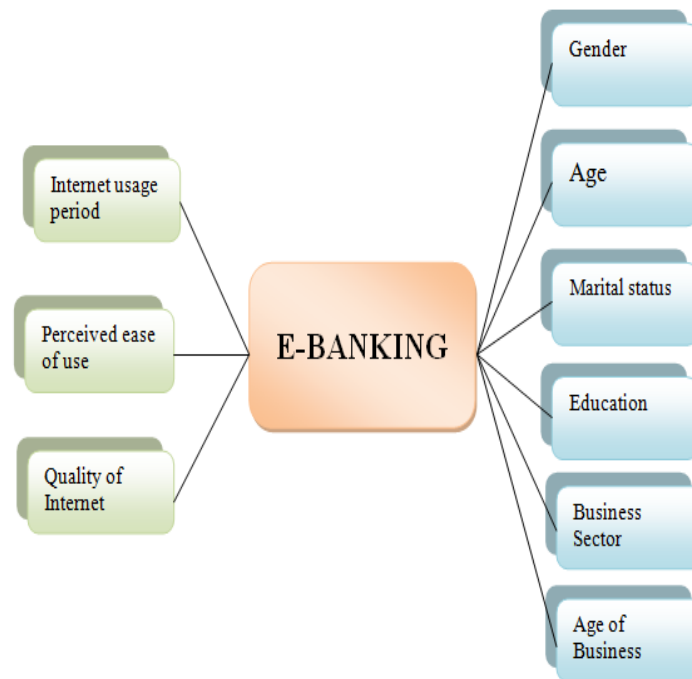 Internet usage
period
Perceived ease
of use
Quality of
Internet
E-BANKING
Gender
Age
Marital status
Education
Business
Sector
Age of
Business